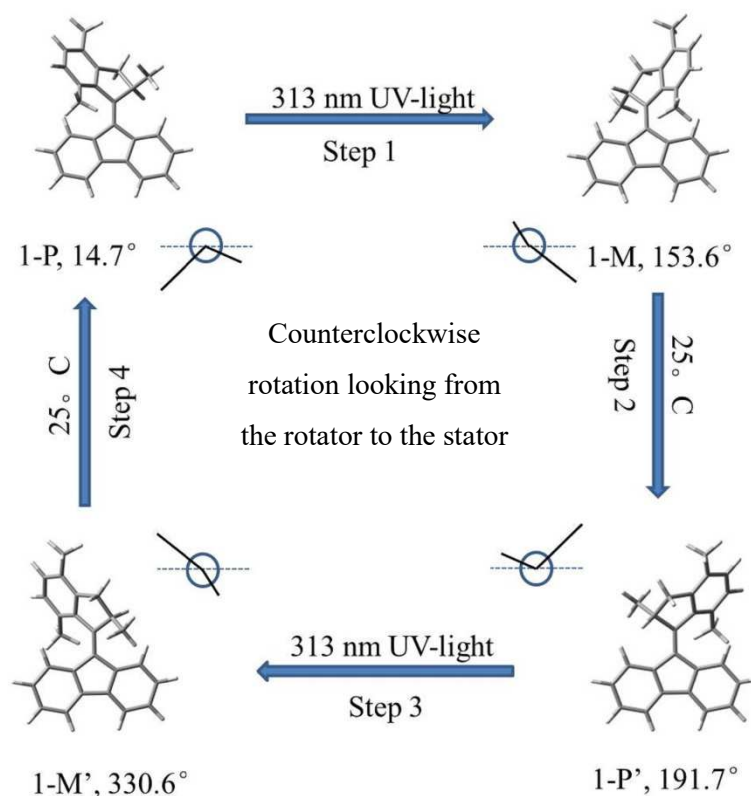 313 nm UV-light
Step 1
1-P, 14.7°
1-M, 153.6°
Counterclockwise
rotation looking from
the rotator to the stator
25。 C
Step 4
25。 C
Step 2
313 nm UV-light
Step 3
1-M’, 330.6°
1-P’, 191.7°